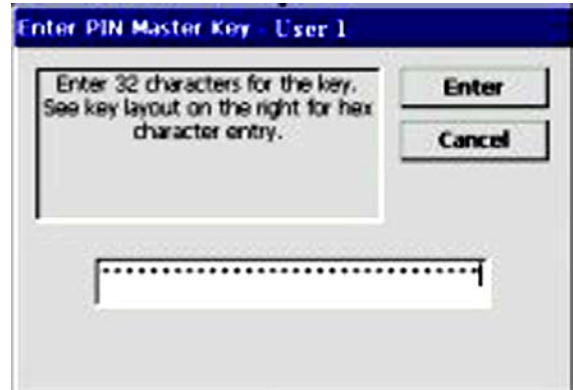 Enter PIN Master Key - User 1
Enter 32 characters for the key.
See key layout on the right for hex
character entry.
Enter
Cancel